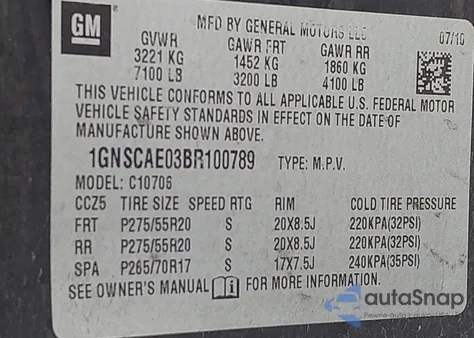 GM
MFD BY GENERAL MOTORS LLC
07/10
GVWR GAWR FRT GAWR RR
3221 KG 1452 KG 1860 KG
7100 LB 3200 LB 4100 LB
THIS VEHICLE CONFORMS TO ALL APPLICABLE U.S. FEDERAL MOTOR
VEHICLE SAFETY STANDARDS IN EFFECT ON THE DATE OF
MANUFACTURE SHOWN ABOVE.
1GNSCAE03BR100789 TYPE: M.P.V.
MODEL: C10706
CCZ5 TIRE SIZE SPEED RTG RIM COLD TIRE PRESSURE
FRT P275/55R20 S 20X8.5J 220KPA(32PSI)
RR P275/55R20 S 20X8.5J 220KPA(32PSI)
SPA P265/70R17 S 17X7.5J 240KPA(35PSI)
SEE OWNER'S MANUAL i FOR MORE INFORMATION.
autoSnap